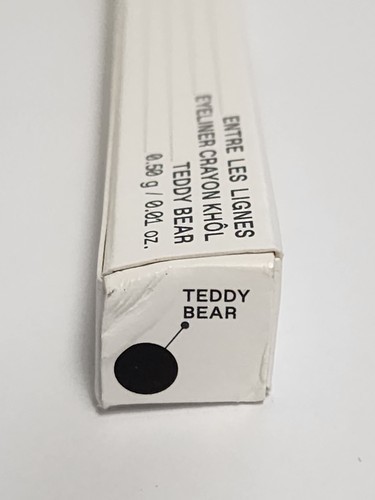 ENTRE LES LIGNES
EYELINER CRAYON KHÔL
TEDDY BEAR
0.50 g / 0.01 oz.
TEDDY
BEAR